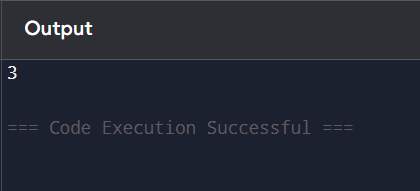 Output
3
=== Code Execution Successful ===